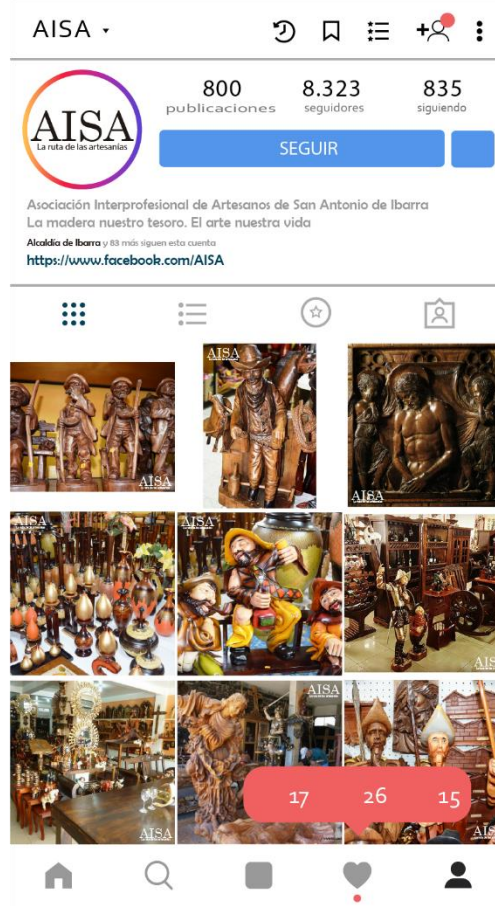 AISA
800
8.323
835
publicaciones
seguidores
siguiendo
AISA
La ruta de las artesanías
SEGUIR
Asociación Interprofesional de Artesanos de San Antonio de Ibarra
La madera nuestro tesoro. El arte nuestra vida
Alcaldía de Ibarra y 83 más siguen esta cuenta
https://www.facebook.com/AISA
AISA
AISA
AISA
AISA
AISA
AIS
AISA
AISA
AIS
17
26
15